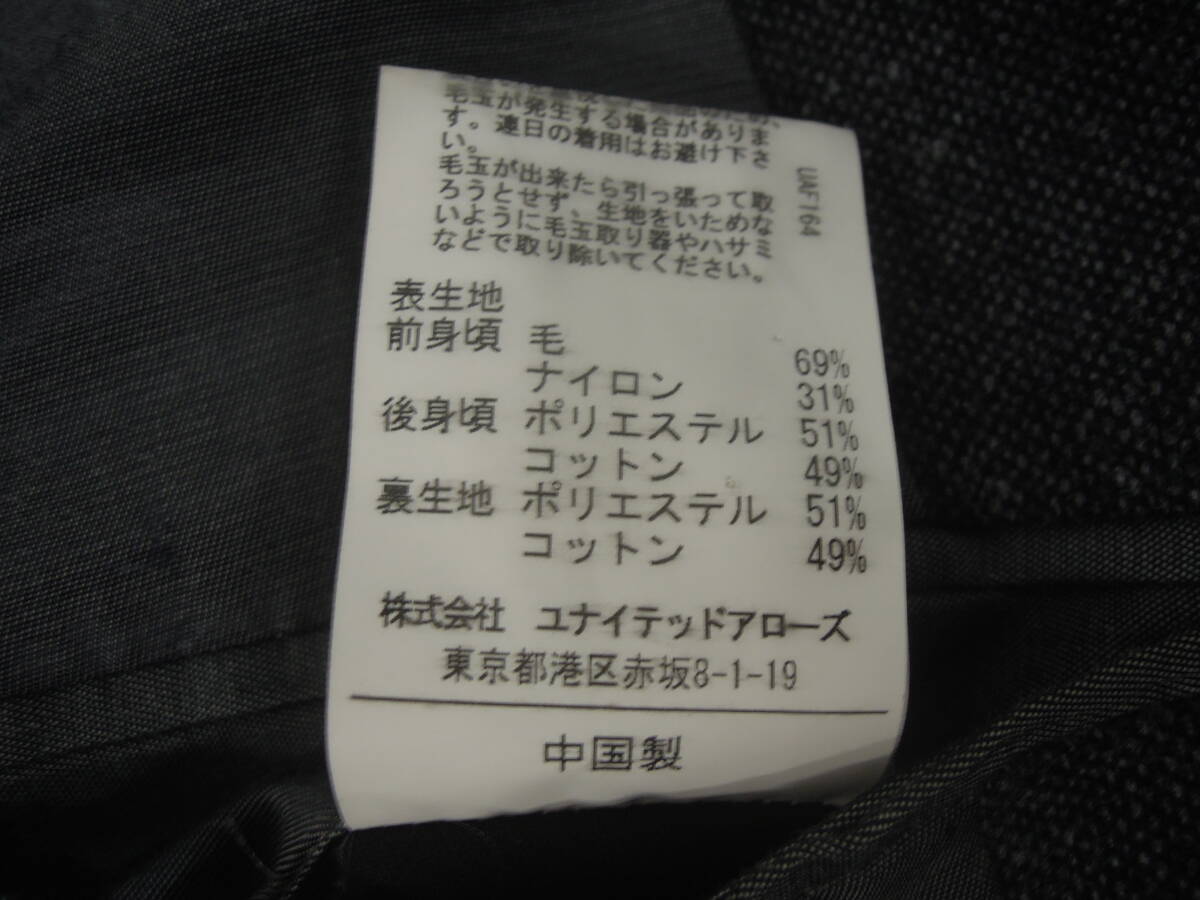 毛玉が発生する場合がありま
す。連日の着用はお避け下さ
い。
毛玉が出来たら引っ張って取
ろうとせず、生地をいためな
いように毛玉取り器やハサミ
などで取り除いてください。
UAF164
表生地
前身頃 毛 69%
ナイロン 31%
後身頃 ポリエステル 51%
コットン 49%
裏生地 ポリエステル 51%
コットン 49%
株式会社 ユナイテッドアローズ
東京都港区赤坂8-1-19
中国製